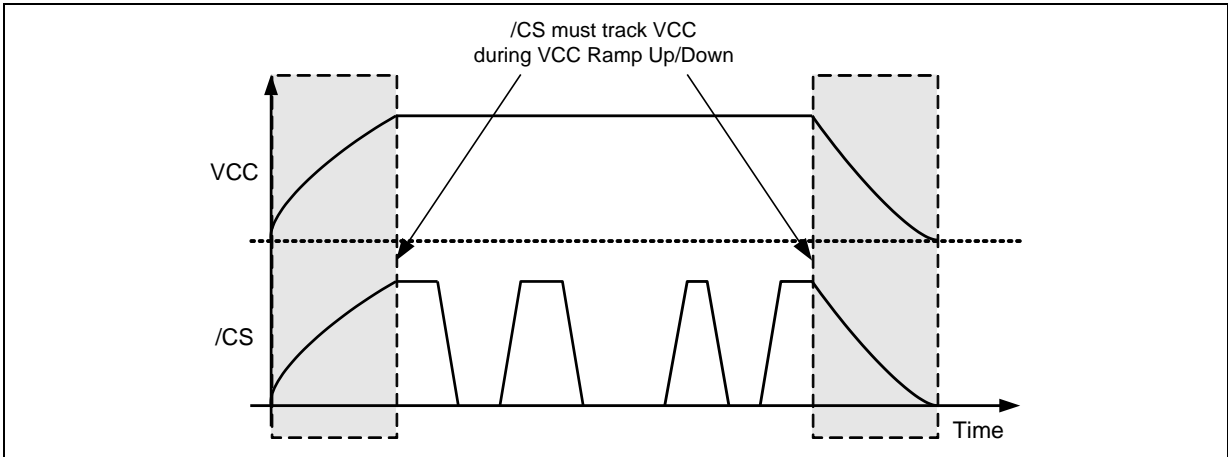 /CS must track VCC
during VCC Ramp Up/Down
VCC
/CS
Time